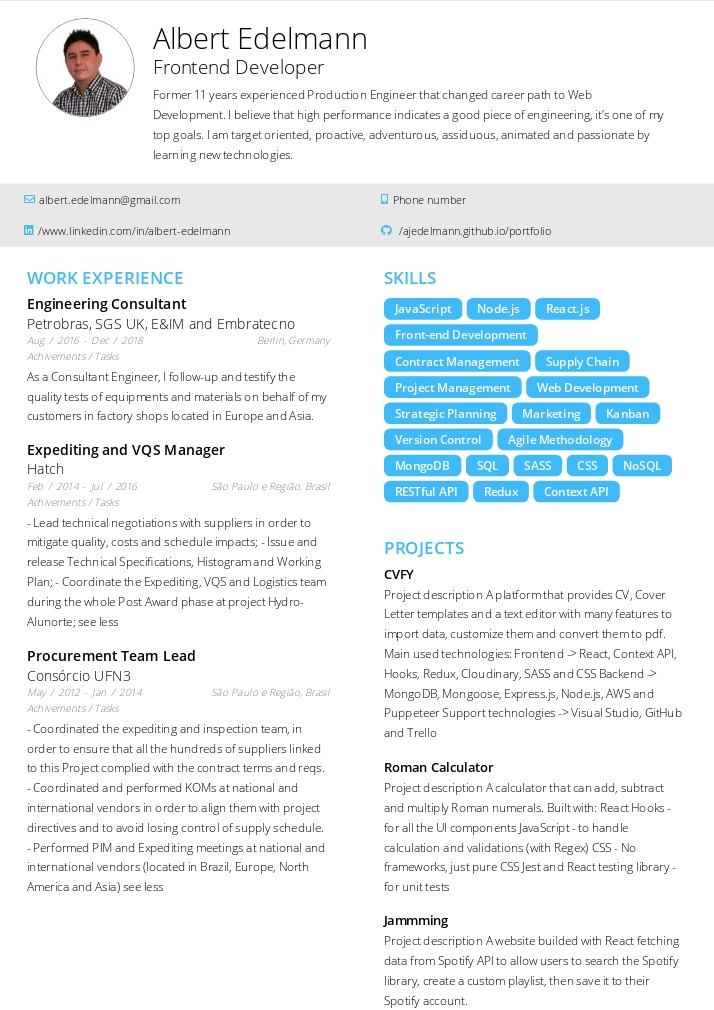 Albert Edelmann
Frontend Developer
Former 11 years experienced Production Engineer that changed career path to Web
Development. I believe that high performance indicates a good piece of engineering, it’s one of my
top goals. I am target oriented, proactive, adventurous, assiduous, animated and passionate by
learning new technologies.
albert.edelmann@gmail.com
Phone number
/www.linkedin.com/in/albert-edelmann
/ajedelmann.github.io/portfolio
WORK EXPERIENCE
Engineering Consultant
Petrobras, SGS UK, E&IM and Embratecno
Aug / 2016 - Dec / 2018 Berlin, Germany
Achivements / Tasks
As a Consultant Engineer, I follow-up and testify the
quality tests of equipments and materials on behalf of my
customers in factory shops located in Europe and Asia.
Expediting and VQS Manager
Hatch
Feb / 2014 - Jul / 2016 São Paulo e Região, Brasil
Achivements / Tasks
- Lead technical negotiations with suppliers in order to
mitigate quality, costs and schedule impacts; - Issue and
release Technical Specifications, Histogram and Working
Plan; - Coordinate the Expediting, VQS and Logistics team
during the whole Post Award phase at project Hydro-
Alunorte; see less
Procurement Team Lead
Consórcio UFN3
May / 2012 - Jan / 2014 São Paulo e Região, Brasil
Achivements / Tasks
- Coordinated the expediting and inspection team, in
order to ensure that all the hundreds of suppliers linked
to this Project complied with the contract terms and reqs.
- Coordinated and performed KOMs at national and
international vendors in order to align them with project
directives and to avoid losing control of supply schedule.
- Performed PIM and Expediting meetings at national and
international vendors (located in Brazil, Europe, North
America and Asia) see less
SKILLS
JavaScript Node.js React.js
Front-end Development
Contract Management Supply Chain
Project Management Web Development
Strategic Planning Marketing Kanban
Version Control Agile Methodology
MongoDB SQL SASS CSS NoSQL
RESTful API Redux Context API
PROJECTS
CVFY
Project description A platform that provides CV, Cover
Letter templates and a text editor with many features to
import data, customize them and convert them to pdf.
Main used technologies: Frontend -> React, Context API,
Hooks, Redux, Cloudinary, SASS and CSS Backend ->
MongoDB, Mongoose, Express.js, Node.js, AWS and
Puppeteer Support technologies -> Visual Studio, GitHub
and Trello
Roman Calculator
Project description A calculator that can add, subtract
and multiply Roman numerals. Built with: React Hooks -
for all the UI components JavaScript - to handle
calculation and validations (with Regex) CSS - No
frameworks, just pure CSS Jest and React testing library -
for unit tests
Jammming
Project description A website builded with React fetching
data from Spotify API to allow users to search the Spotify
library, create a custom playlist, then save it to their
Spotify account.